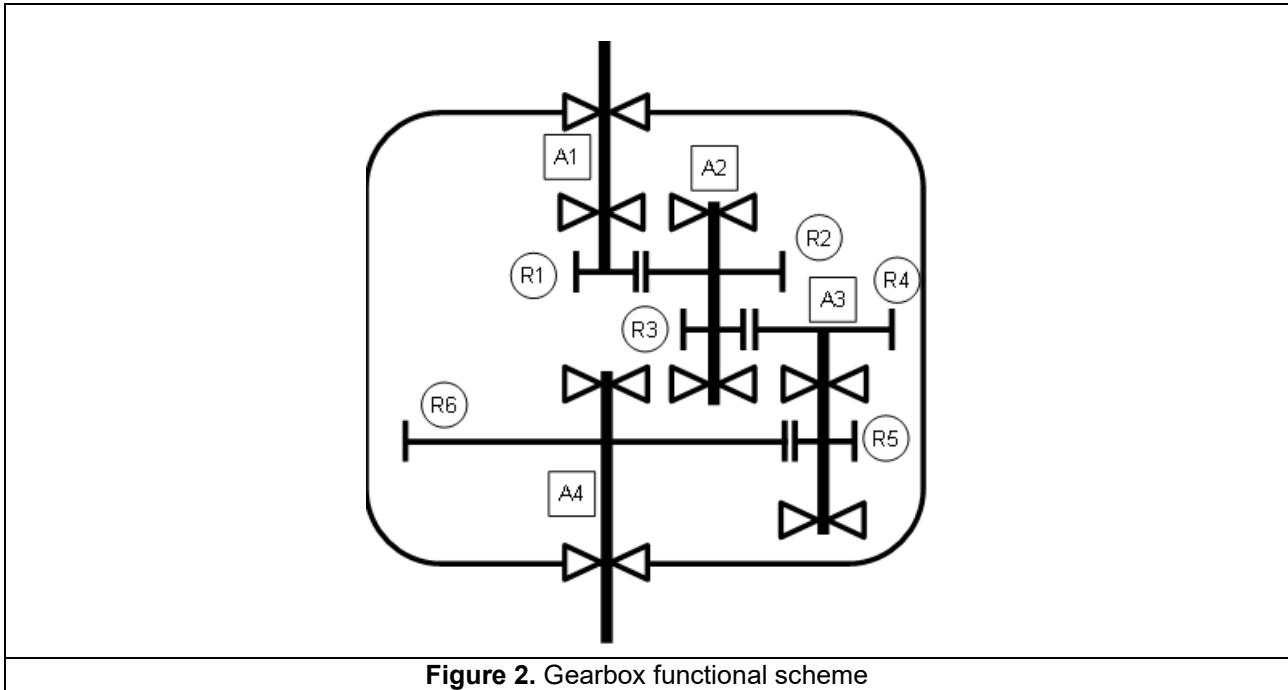 A1
A2
R2
R1
R4
A3
R3
R6
R5
A4
Figure 2. Gearbox functional scheme